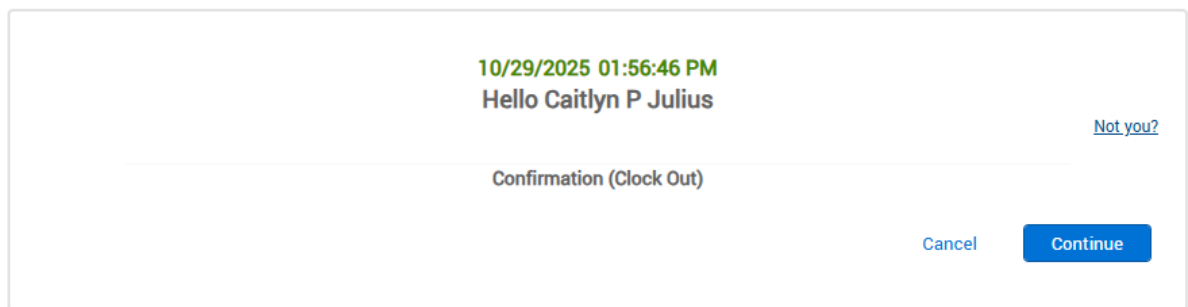 10/29/2025 01:56:46 PM
Hello Caitlyn P Julius
Not you?
Confirmation (Clock Out)
Cancel Continue